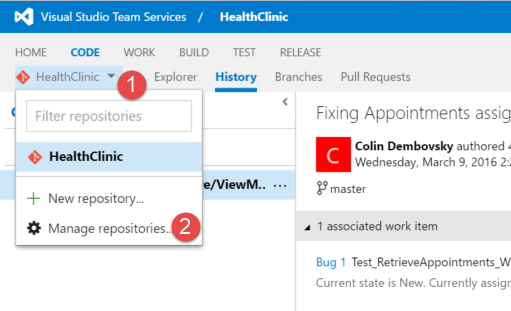 Visual Studio Team Services / HealthClinic
HOME CODE WORK BUILD TEST RELEASE
HealthClinic Explorer History Branches Pull Requests
1
Filter repositories
HealthClinic
New repository...
Manage repositories...
2
e/ViewM.. ...
Fixing Appointments assig
C
Colin Dembovsky authored 4
Wednesday, March 9, 2016 2:2
master
1 associated work item
Bug 1 Test_RetrieveAppointments_W
Current state is New. Currently assign